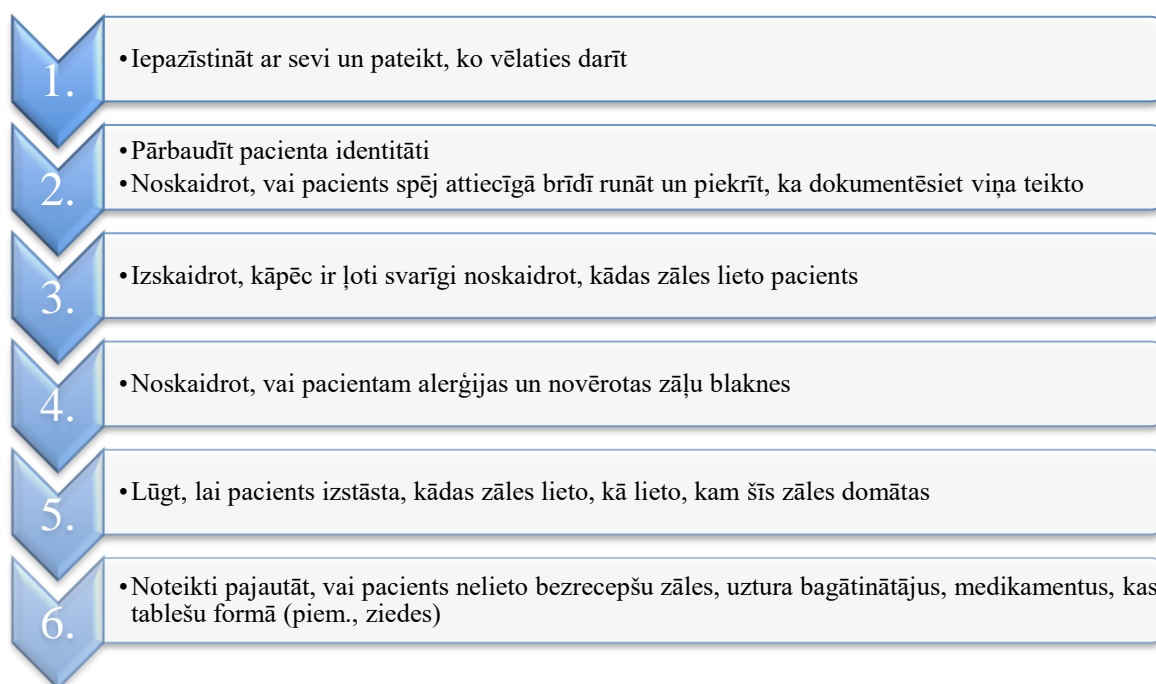 1.
•Iepazīstināt ar sevi un pateikt, ko vēlaties darīt
2.
•Pārbaudīt pacienta identitāti
•Noskaidrot, vai pacients spēj attiecīgā brīdī runāt un piekrīt, ka dokumentēsiet viņa teikto
3.
•Izskaidrot, kāpēc ir ļoti svarīgi noskaidrot, kādas zāles lieto pacients
4.
•Noskaidrot, vai pacientam alerģijas un novērotas zāļu blaknes
5.
•Lūgt, lai pacients izstāsta, kādas zāles lieto, kā lieto, kam šīs zāles domātas
6.
•Noteikti pajautāt, vai pacients nelieto bezrecepšu zāles, uztura bagātinātājus, medikamentus, kas
tablešu formā (piem., ziedes)